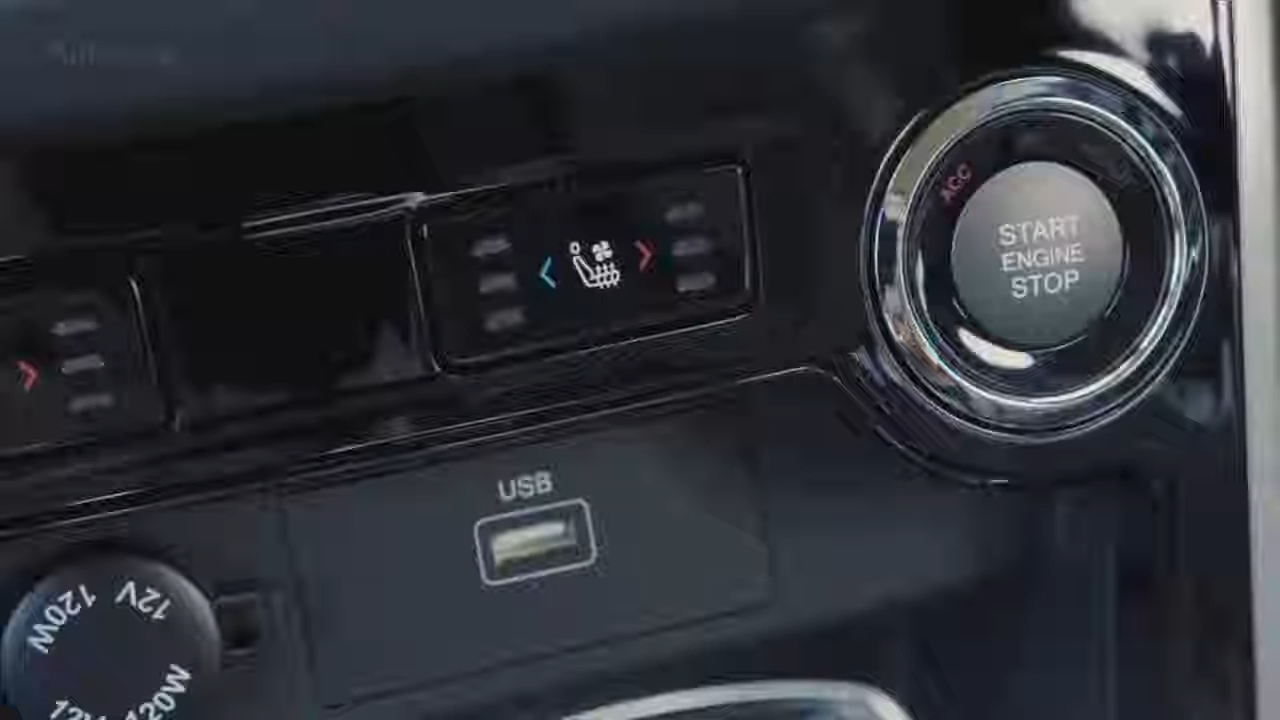 ACC
START
ENGINE
STOP
USB
120W
12V
12V
120W